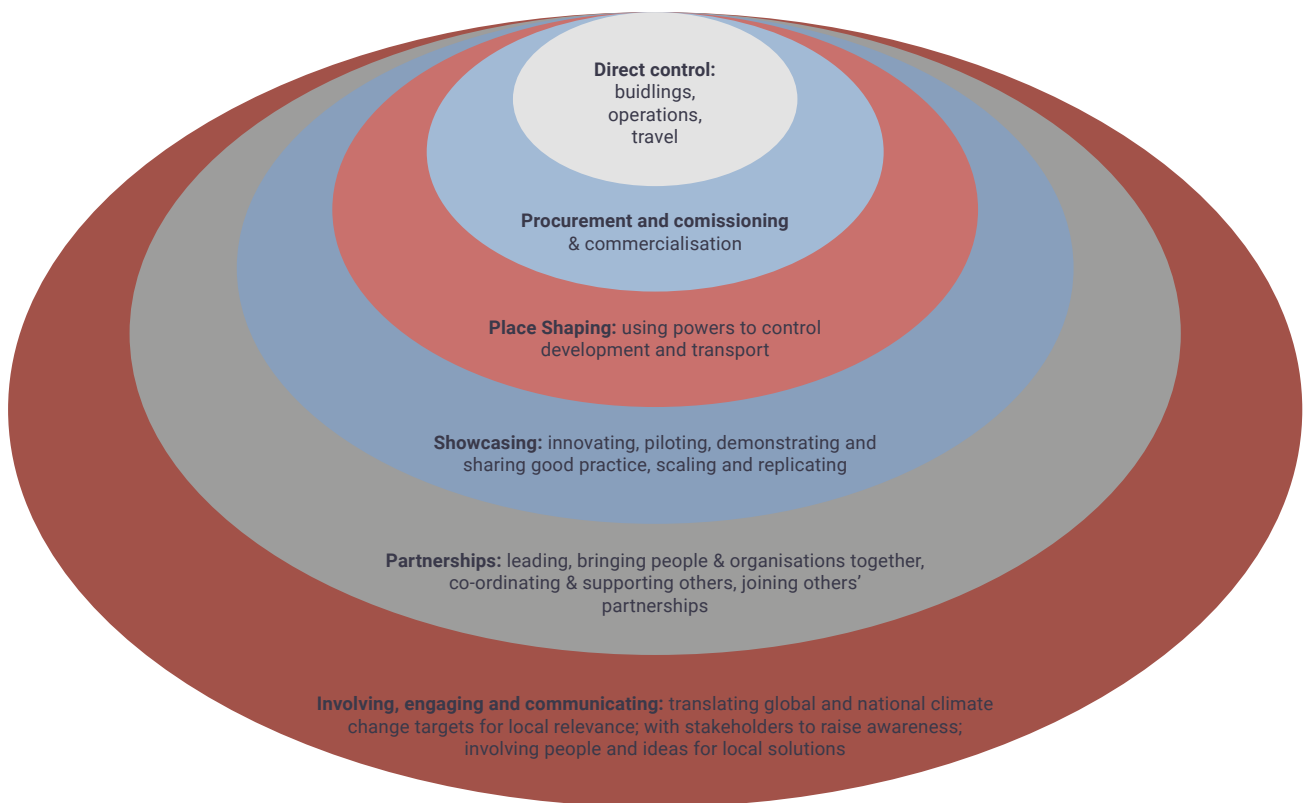 Direct control:
buidlings,
operations,
travel
Procurement and comissioning
& commercialisation
Place Shaping: using powers to control
development and transport
Showcasing: innovating, piloting, demonstrating and
sharing good practice, scaling and replicating
Partnerships: leading, bringing people & organisations together,
co-ordinating & supporting others, joining others’
partnerships
Involving, engaging and communicating: translating global and national climate
change targets for local relevance; with stakeholders to raise awareness;
involving people and ideas for local solutions